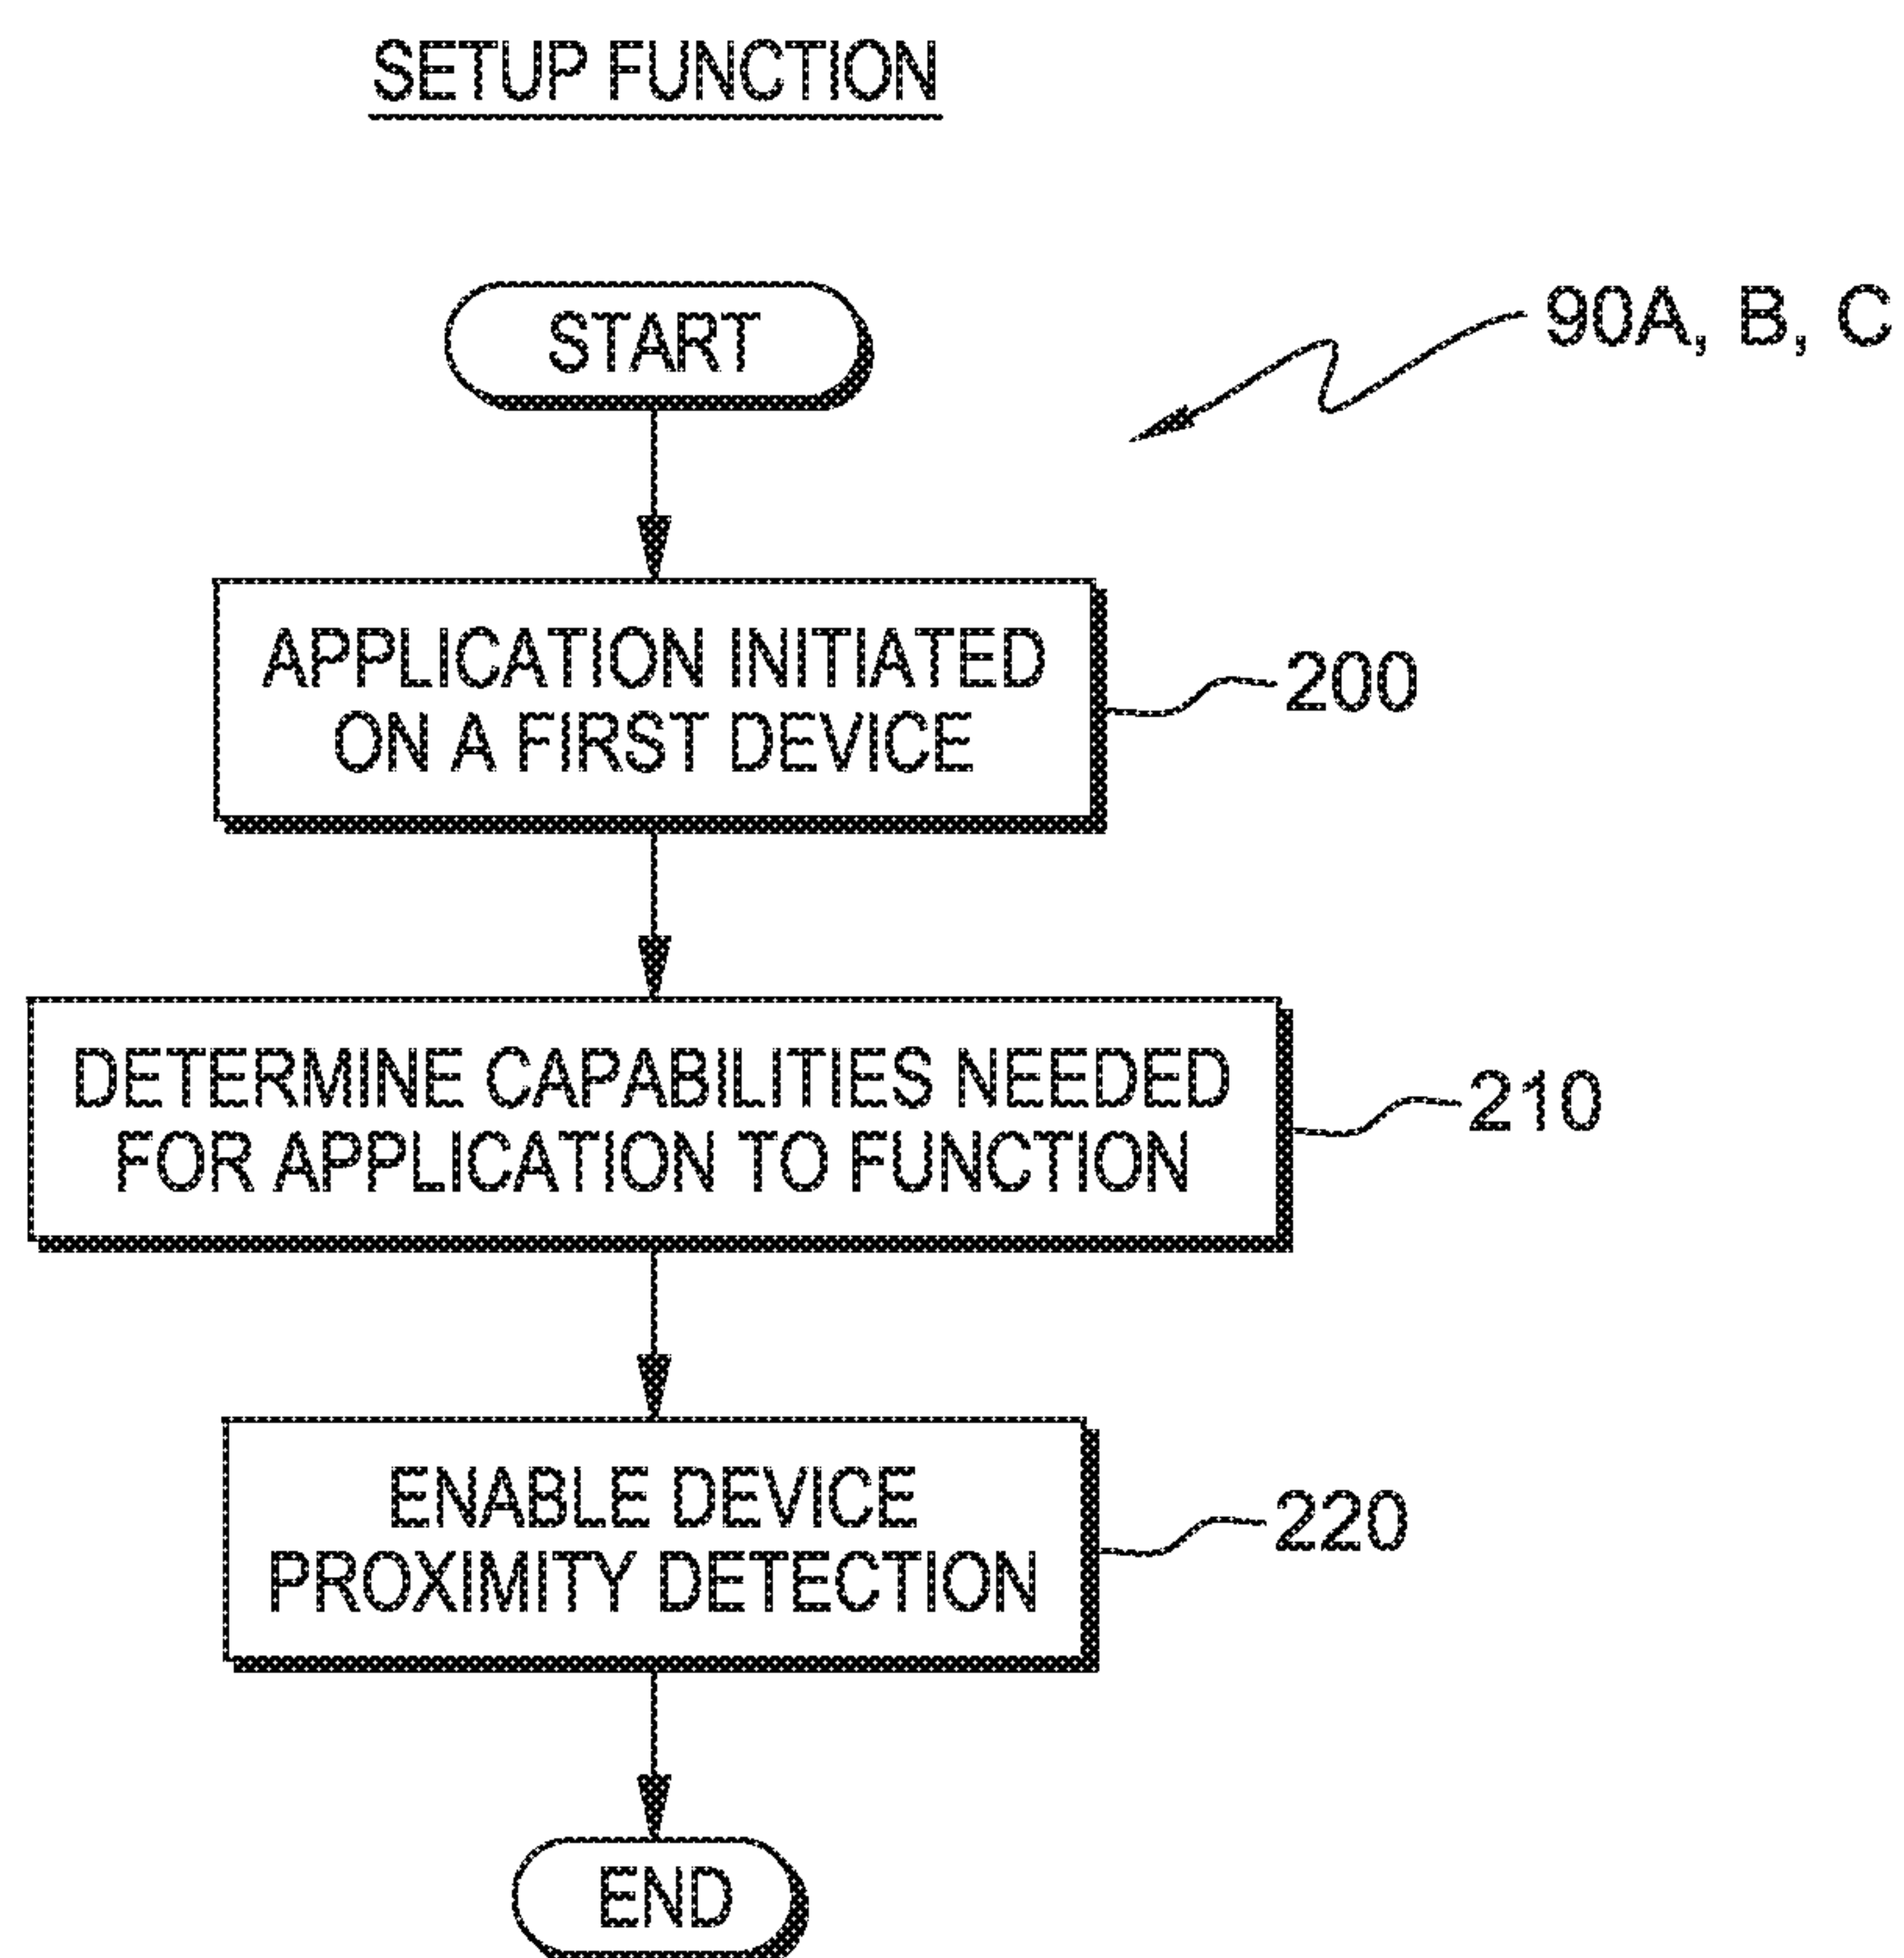 SETUP FUNCTION
START
90A, B, C
APPLICATION INITIATED
ON A FIRST DEVICE
200
DETERMINE CAPABILITIES NEEDED
FOR APPLICATION TO FUNCTION
210
ENABLE DEVICE
PROXIMITY DETECTION
220
END